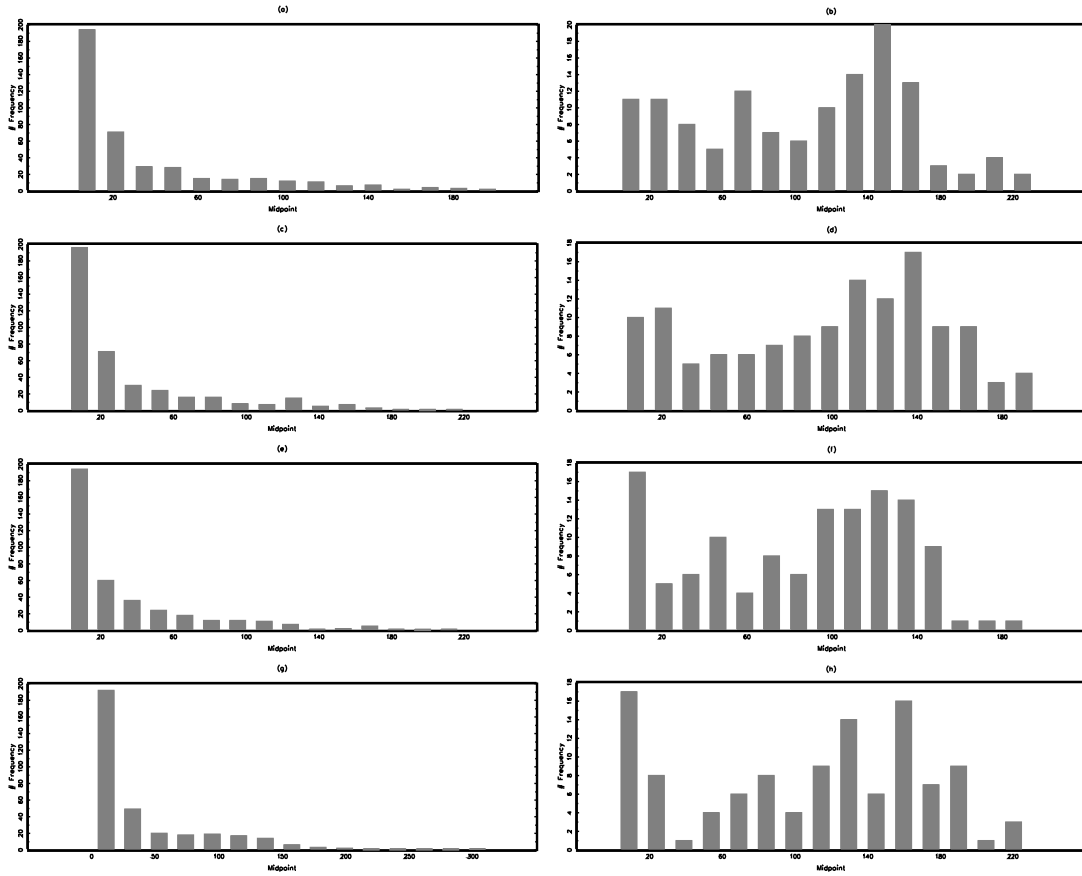 (a)
# Frequency
0 20 40 60 80 100 120 140 160 180 200
20 60 100 140 180
Midpoint
(b)
# Frequency
0 2 4 6 8 10 12 14 16 18 20
20 60 100 140 180 220
Midpoint
(c)
# Frequency
0 20 40 60 80 100 120 140 160 180 200
20 60 100 140 180 220
Midpoint
(d)
# Frequency
0 2 4 6 8 10 12 14 16 18
20 60 100 140 180
Midpoint
(e)
# Frequency
0 20 40 60 80 100 120 140 160 180 200
20 60 100 140 180 220
Midpoint
(f)
# Frequency
0 2 4 6 8 10 12 14 16 18
20 60 100 140 180
Midpoint
(g)
# Frequency
0 20 40 60 80 100 120 140 160 180 200
0 50 100 150 200 250 300
Midpoint
(h)
# Frequency
0 2 4 6 8 10 12 14 16 18
20 60 100 140 180 220
Midpoint